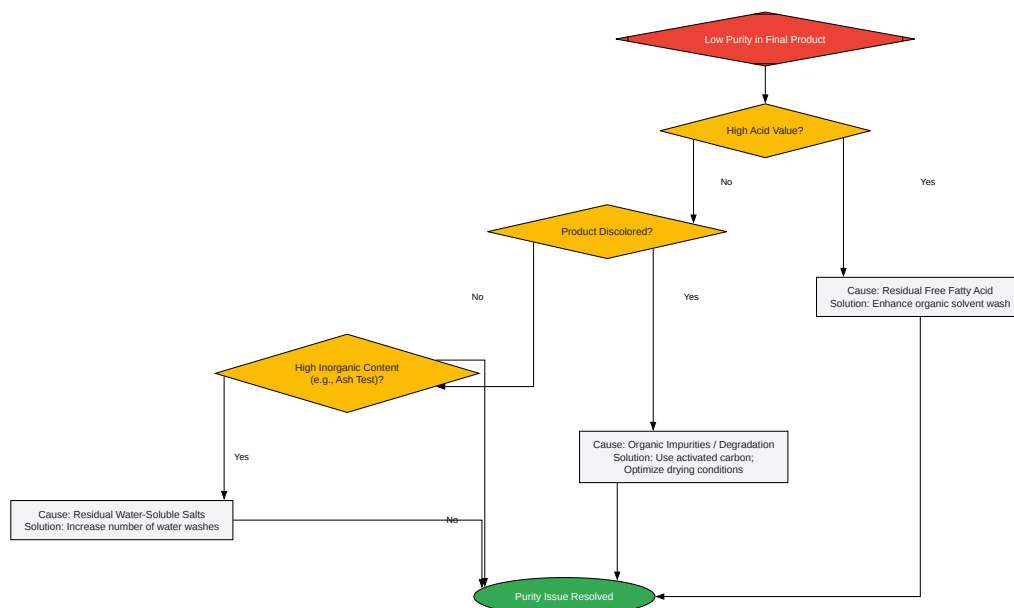 Low Purity in Final Product
High Acid Value?
No
Yes
Product Discolored?
No
Yes
Cause: Residual Free Fatty Acid
Solution: Enhance organic solvent wash
High Inorganic Content
(e.g., Ash Test)?
Yes
Cause: Organic Impurities / Degradation
Solution: Use activated carbon;
Optimize drying conditions
Cause: Residual Water-Soluble Salts
Solution: Increase number of water washes
No
Purity Issue Resolved